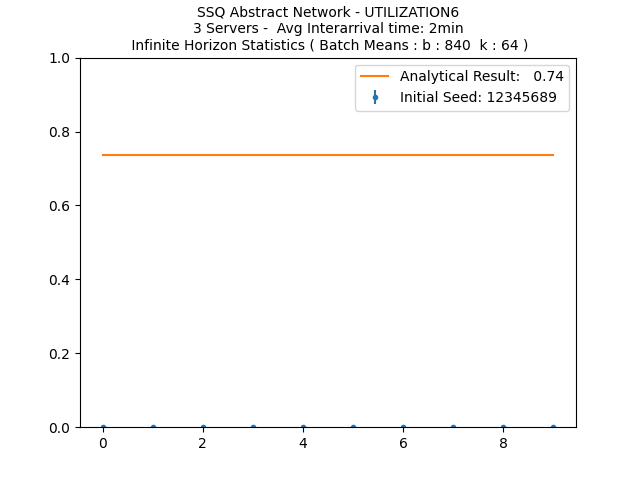 SSQ Abstract Network - UTILIZATION6
3 Servers -  Avg Interarrival time: 2min
Infinite Horizon Statistics ( Batch Means : b : 840  k : 64 )
1.0
Analytical Result:   0.74
Initial Seed: 12345689
0.8
0.6
0.4
0.2
0.0
0 2 4 6 8